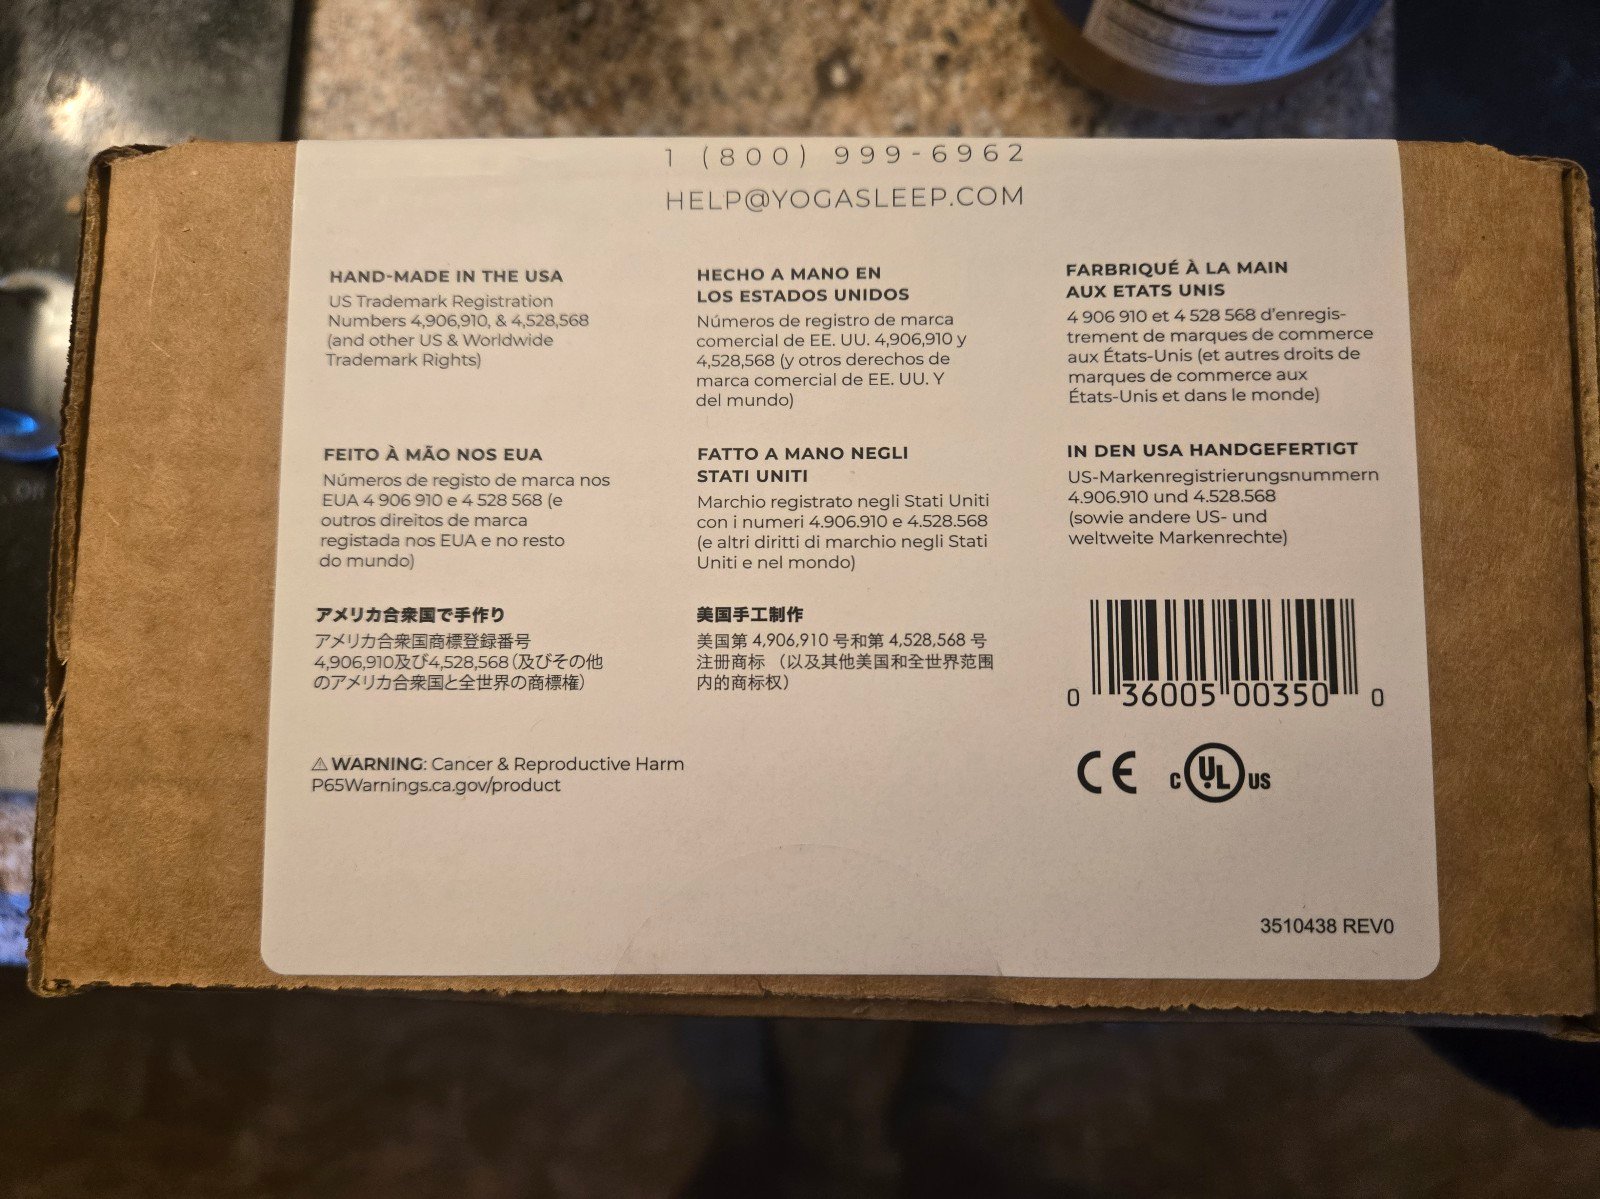 1 (800) 999-6962
HELP@YOGASLEEP.COM
HAND-MADE IN THE USA
US Trademark Registration
Numbers 4,906,910, & 4,528,568
(and other US & Worldwide
Trademark Rights)
HECHO A MANO EN
LOS ESTADOS UNIDOS
Números de registro de marca
comercial de EE. UU. 4,906,910 y
4,528,568 (y otros derechos de
marca comercial de EE. UU. Y
del mundo)
FARBRIQUÉ À LA MAIN
AUX ETATS UNIS
4 906 910 et 4 528 568 d'enregis-
trement de marques de commerce
aux États-Unis (et autres droits de
marques de commerce aux
États-Unis et dans le monde)
FEITO À MÃO NOS EUA
Números de registo de marca nos
EUA 4 906 910 e 4 528 568 (e
outros direitos de marca
registada nos EUA e no resto
do mundo)
FATTO A MANO NEGLI
STATI UNITI
Marchio registrato negli Stati Uniti
con i numeri 4.906.910 e 4.528.568
(e altri diritti di marchio negli Stati
Uniti e nel mondo)
IN DEN USA HANDGEFERTIGT
US-Markenregistrierungsnummern
4.906.910 und 4.528.568
(sowie andere US- und
weltweite Markenrechte)
アメリカ合衆国で手作り
アメリカ合衆国商標登録番号
4,906,910及び4,528,568（及びその他
のアメリカ合衆国と全世界の商標権）
美国手工制作
美国第 4,906,910 号和第 4,528,568 号
注册商标 （以及其他美国和全世界范围
内的商标权）
0 36005 00350 0
⚠ WARNING: Cancer & Reproductive Harm
P65Warnings.ca.gov/product
CE c UL US
3510438 REV0